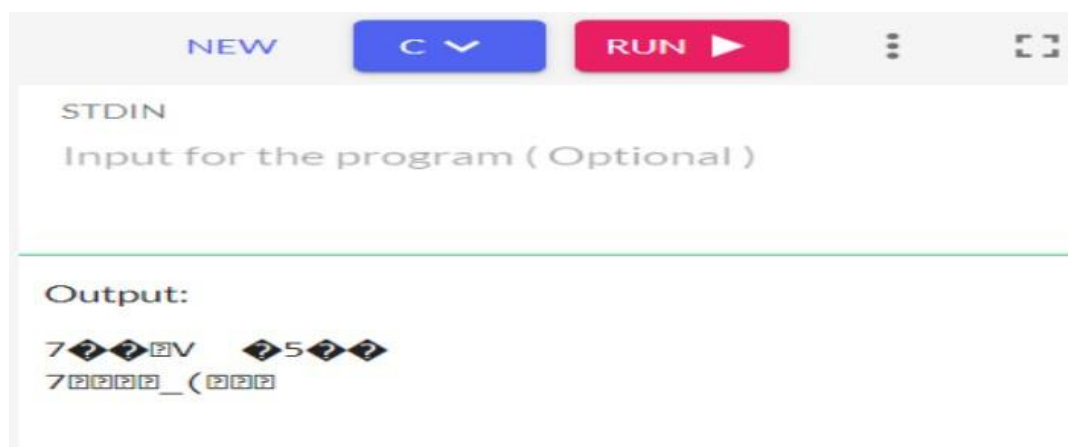 NEW C RUN
STDIN
Input for the program ( Optional )
Output:
7��⍰V �5��
7⍰⍰⍰⍰_(⍰⍰⍰